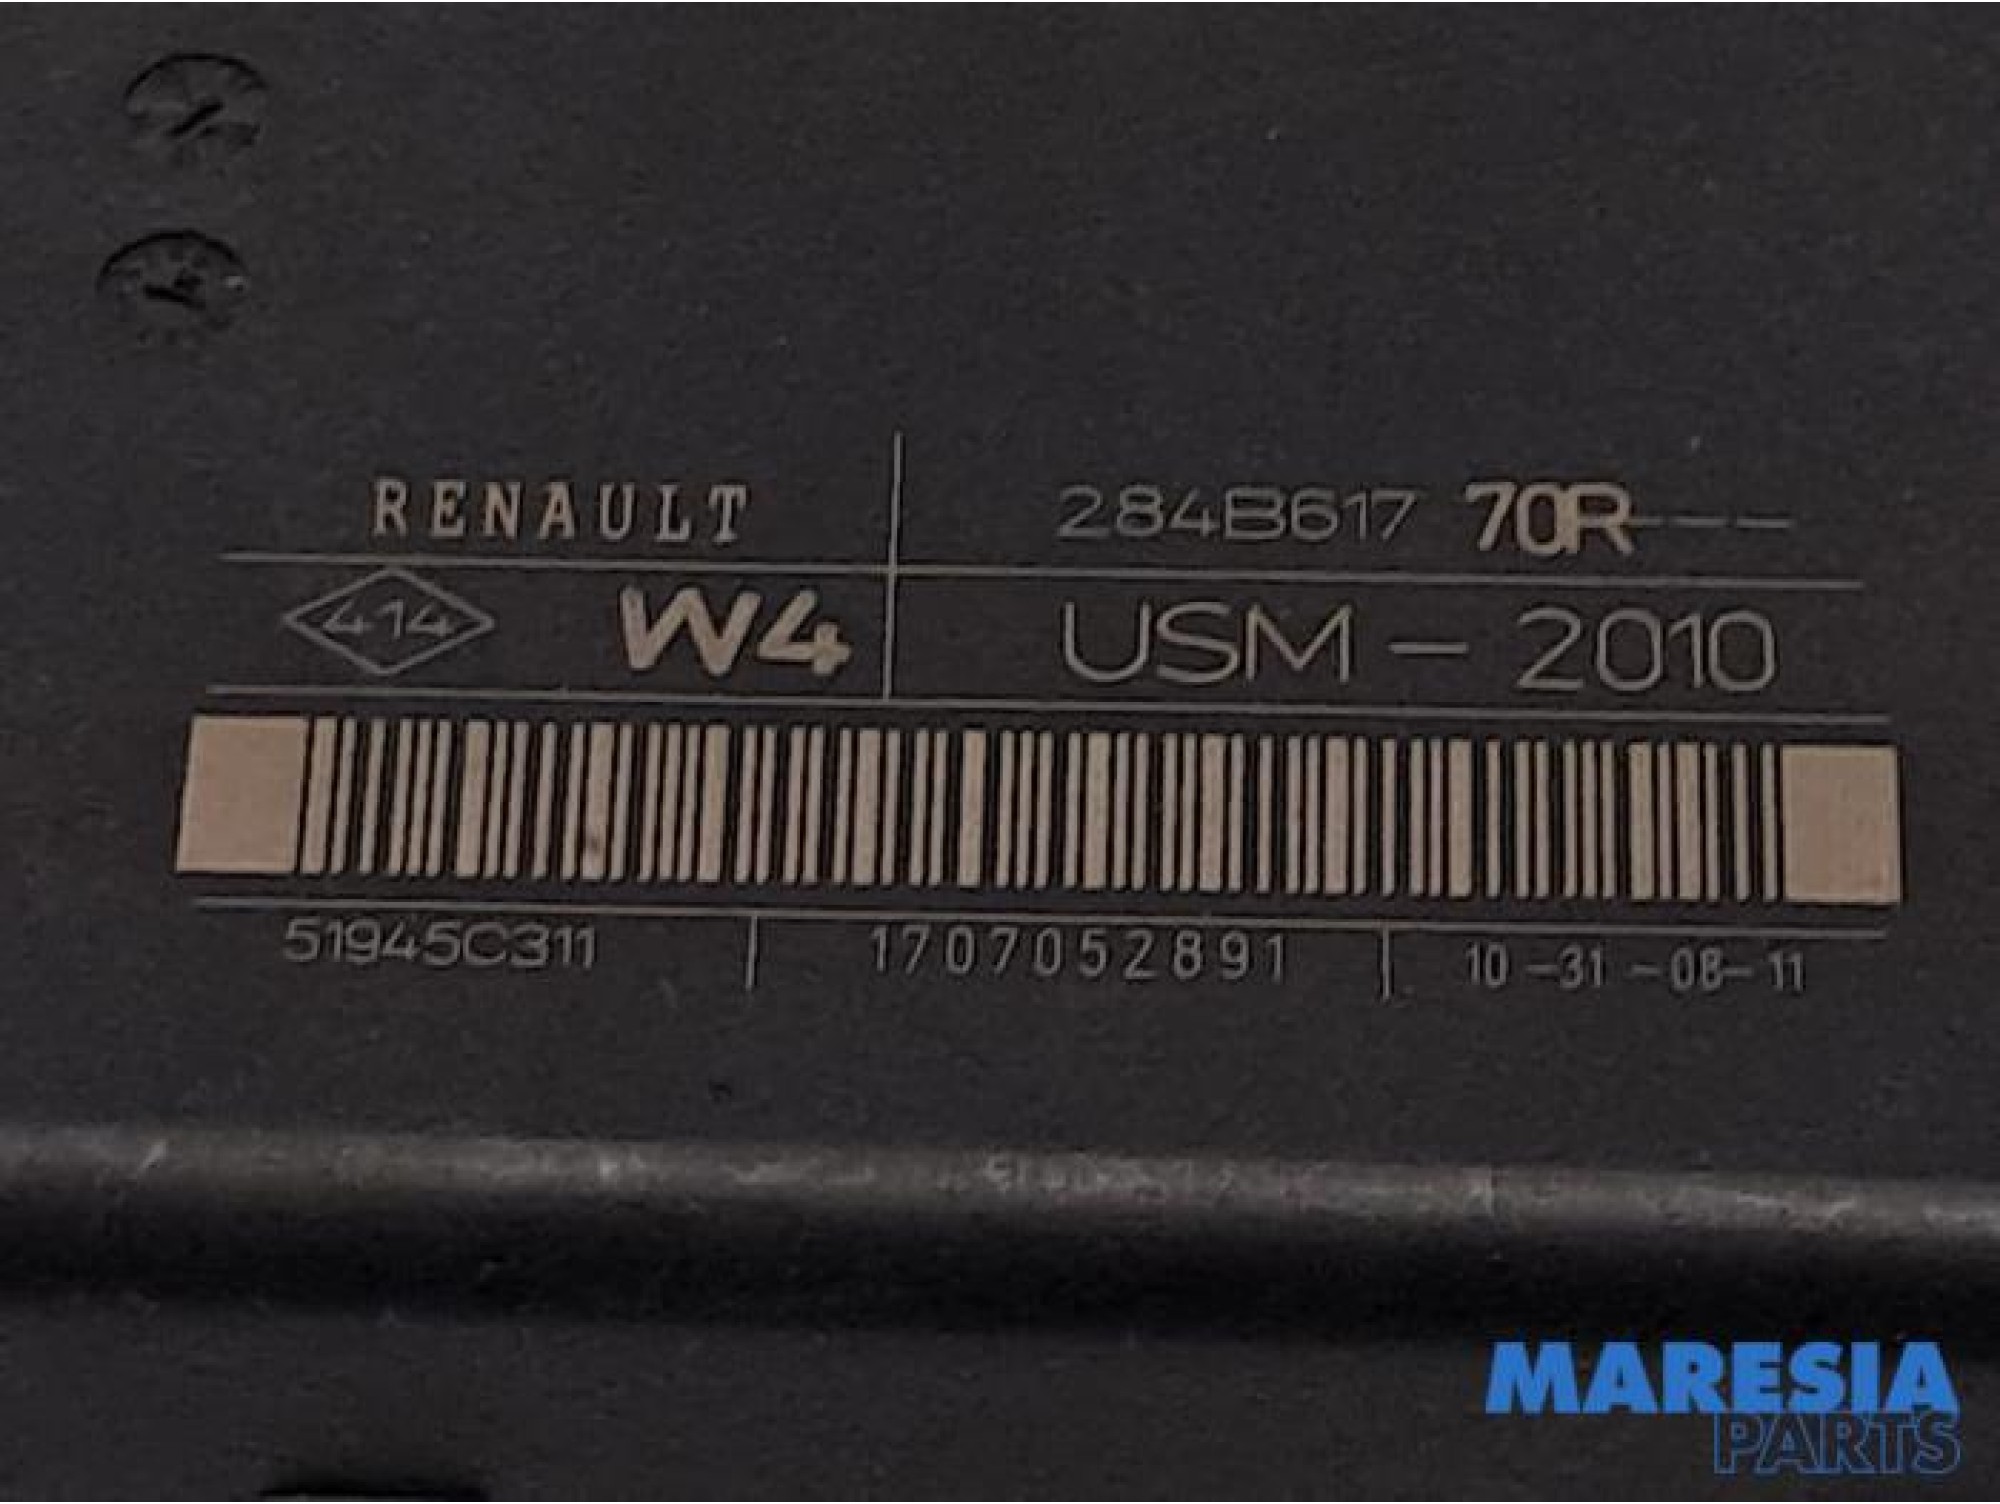 RENAULT 284B617 70R---
414 W4 USM-2010
51945C311 1707052891 10-31-08-11
MARESIA
PARTS